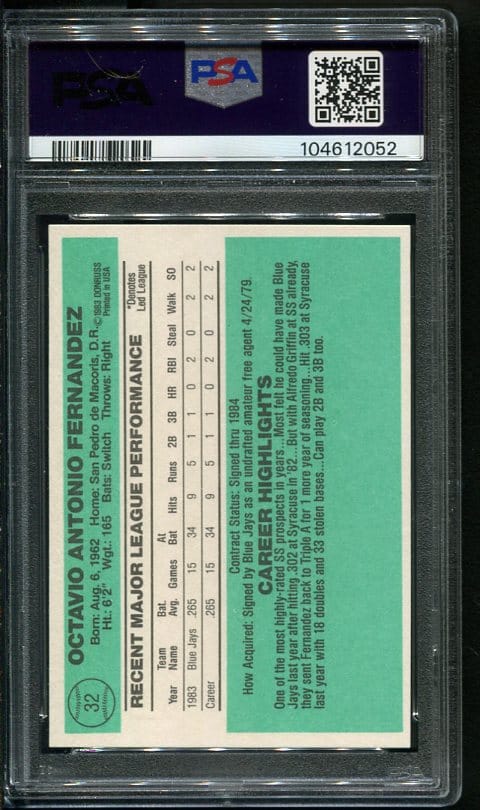 PSA
PSA
104612052
32
OCTAVIO ANTONIO FERNANDEZ
Born: Aug. 6, 1962 Home: San Pedro de Macoris, D.R.
Ht.: 6'2" Wgt.: 165 Bats: Switch Throws: Right
©1983 DONRUSS
Printed in USA
RECENT MAJOR LEAGUE PERFORMANCE
*Denotes
Led League
Year Team Name Bat. Avg. Games At Bat Hits Runs 2B 3B HR RBI Steal Walk SO
1983 Blue Jays .265 15 34 9 5 1 1 0 2 0 2 2
Career .265 15 34 9 5 1 1 0 2 0 2 2
Contract Status: Signed thru 1984
How Acquired: Signed by Blue Jays as an undrafted amateur free agent 4/24/79.
CAREER HIGHLIGHTS
One of the most highly-rated SS prospects in years...Most felt he could have made Blue
Jays last year after hitting .302 at Syracuse in '82...But with Alfredo Griffin at SS already,
they sent Fernandez back to Triple A for 1 more year of seasoning...Hit .303 at Syracuse
last year with 18 doubles and 33 stolen bases...Can play 2B and 3B too.